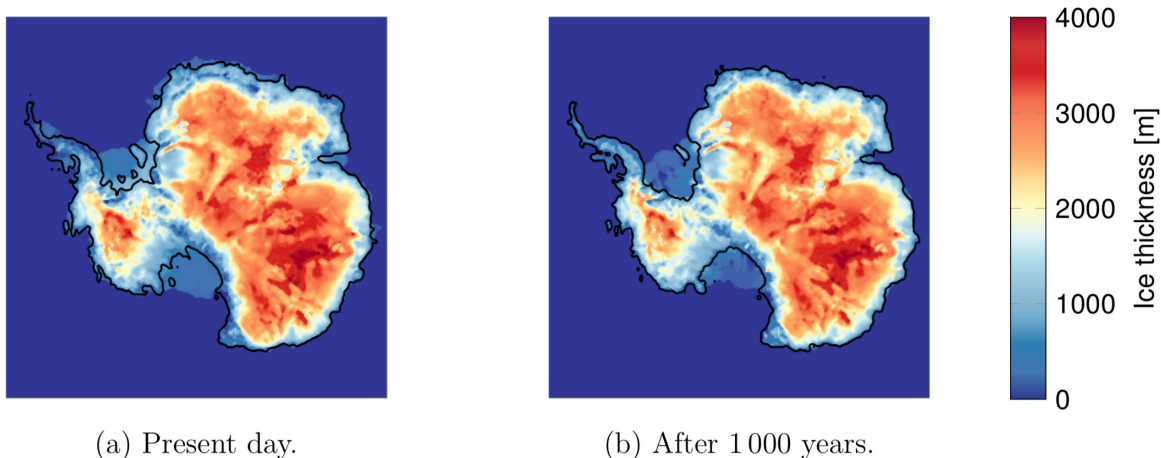 4000
3000
2000
1000
0
Ice thickness [m]
(a) Present day.
(b) After 1 000 years.